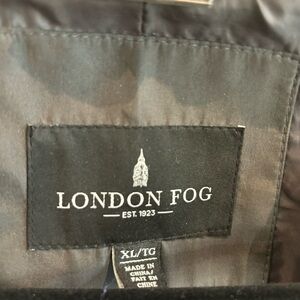 LONDON FOG
EST. 1923
XL/TG
MADE IN
CHINA/
FAIT EN
CHINE